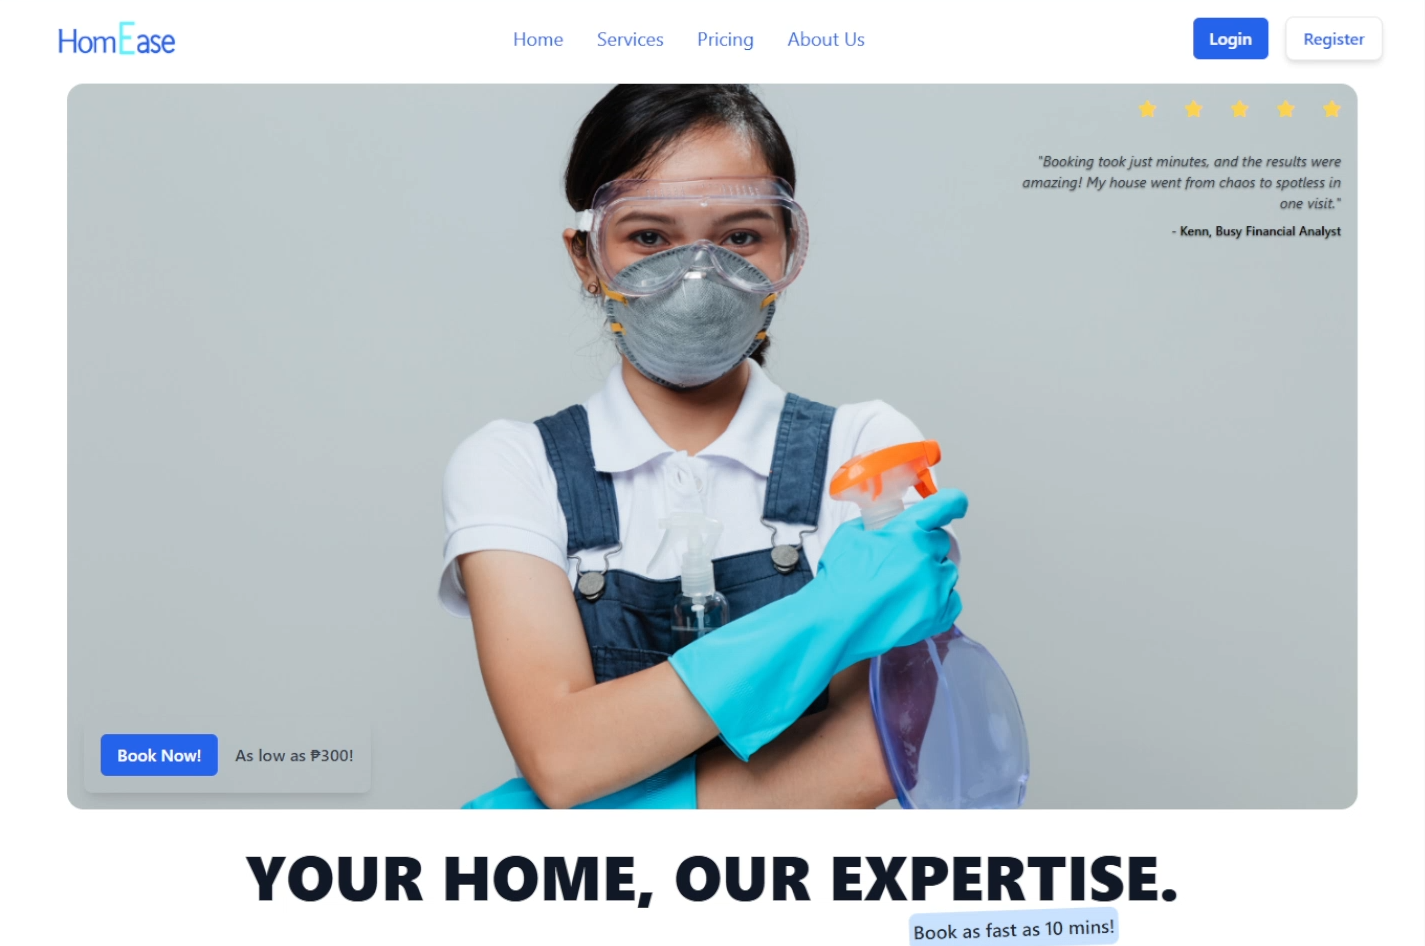 HomEase
Home
Services
Pricing
About Us
Login
Register
"Booking took just minutes, and the results were
amazing! My house went from chaos to spotless in
one visit."
- Kenn, Busy Financial Analyst
Book Now!
As low as ₱300!
YOUR HOME, OUR EXPERTISE.
Book as fast as 10 mins!